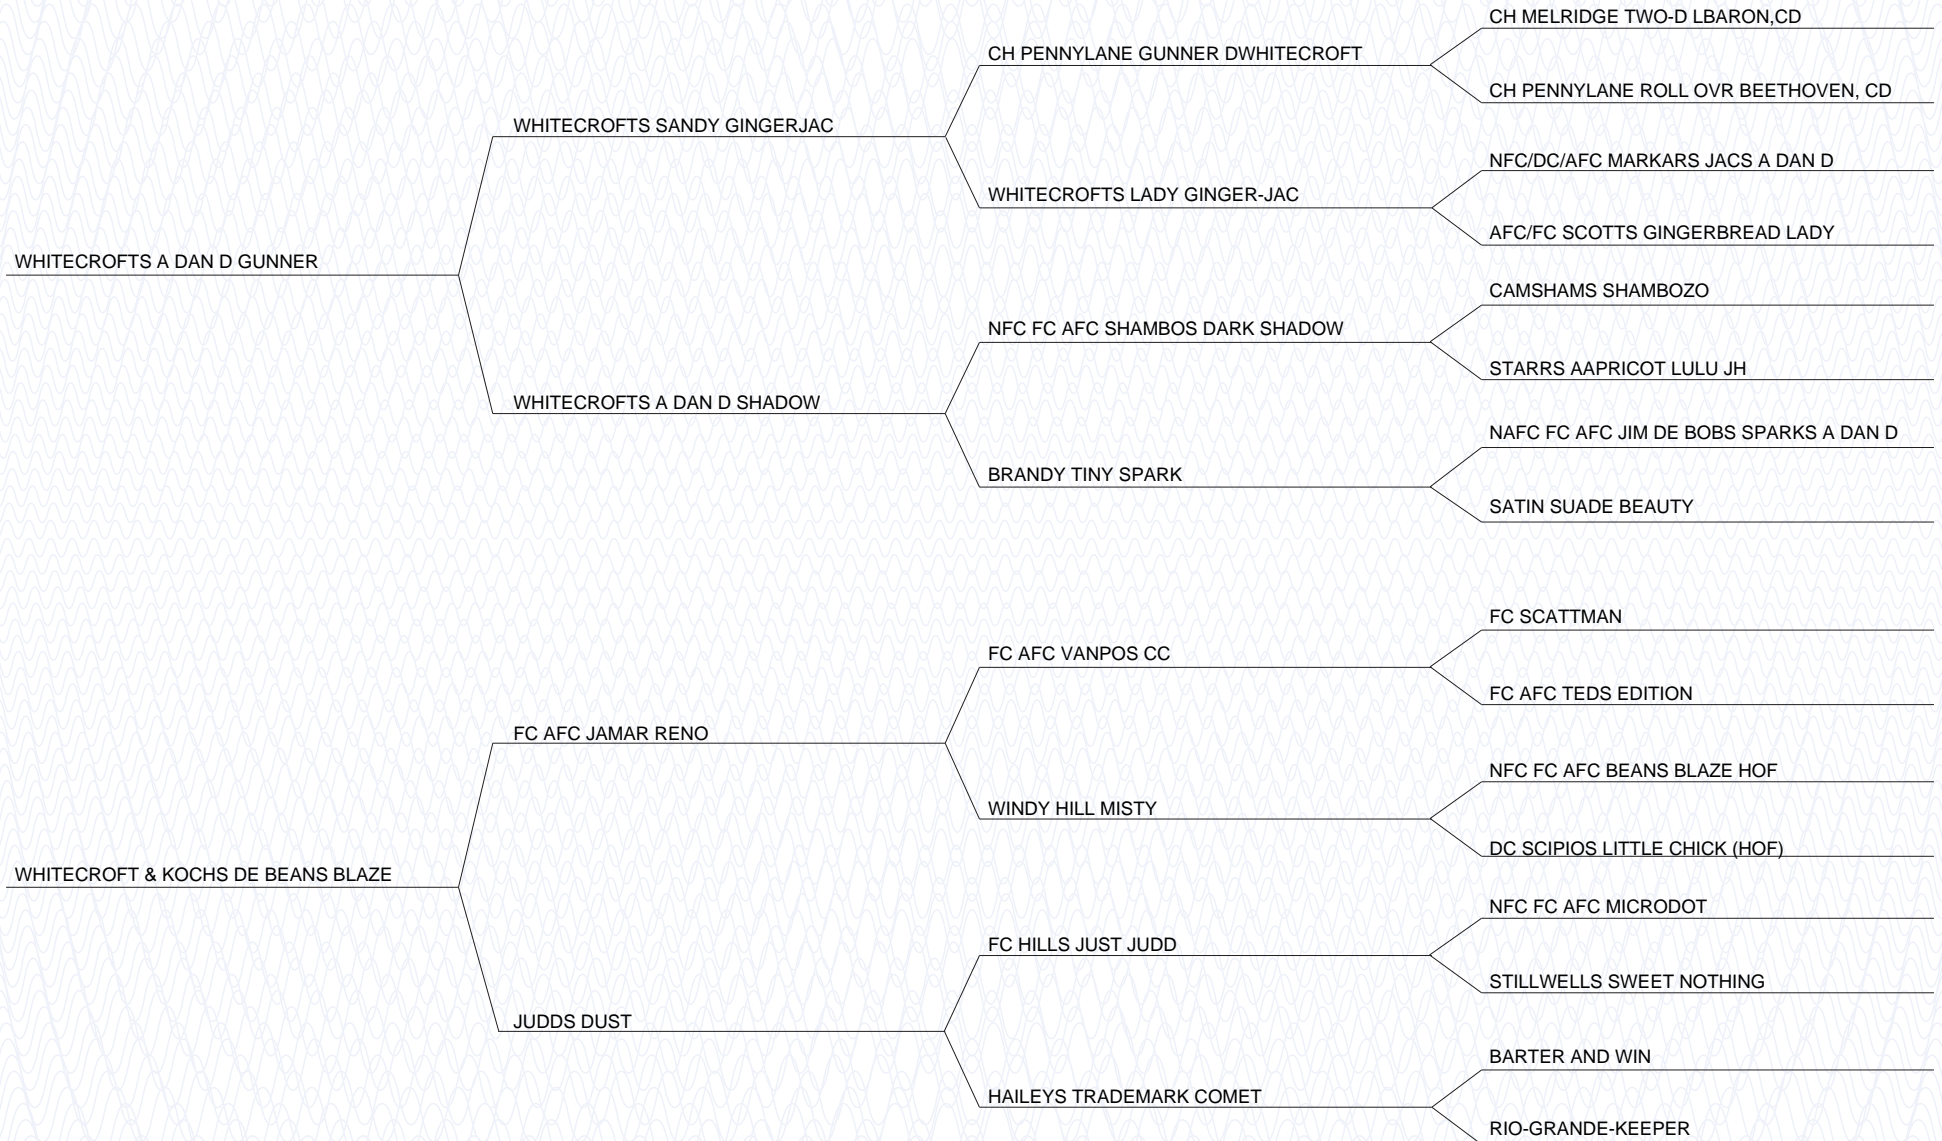 CH MELRIDGE TWO-D LBARON,CD
CH PENNYLANE GUNNER DWHITECROFT
CH PENNYLANE ROLL OVR BEETHOVEN, CD
WHITECROFTS SANDY GINGERJAC
NFC/DC/AFC MARKARS JACS A DAN D
WHITECROFTS LADY GINGER-JAC
AFC/FC SCOTTS GINGERBREAD LADY
WHITECROFTS A DAN D GUNNER
CAMSHAMS SHAMBOZO
NFC FC AFC SHAMBOS DARK SHADOW
STARRS AAPRICOT LULU JH
WHITECROFTS A DAN D SHADOW
NAFC FC AFC JIM DE BOBS SPARKS A DAN D
BRANDY TINY SPARK
SATIN SUADE BEAUTY
FC SCATTMAN
FC AFC VANPOS CC
FC AFC TEDS EDITION
FC AFC JAMAR RENO
NFC FC AFC BEANS BLAZE HOF
WINDY HILL MISTY
DC SCIPIOS LITTLE CHICK (HOF)
WHITECROFT & KOCHS DE BEANS BLAZE
NFC FC AFC MICRODOT
FC HILLS JUST JUDD
STILLWELLS SWEET NOTHING
JUDDS DUST
BARTER AND WIN
HAILEYS TRADEMARK COMET
RIO-GRANDE-KEEPER